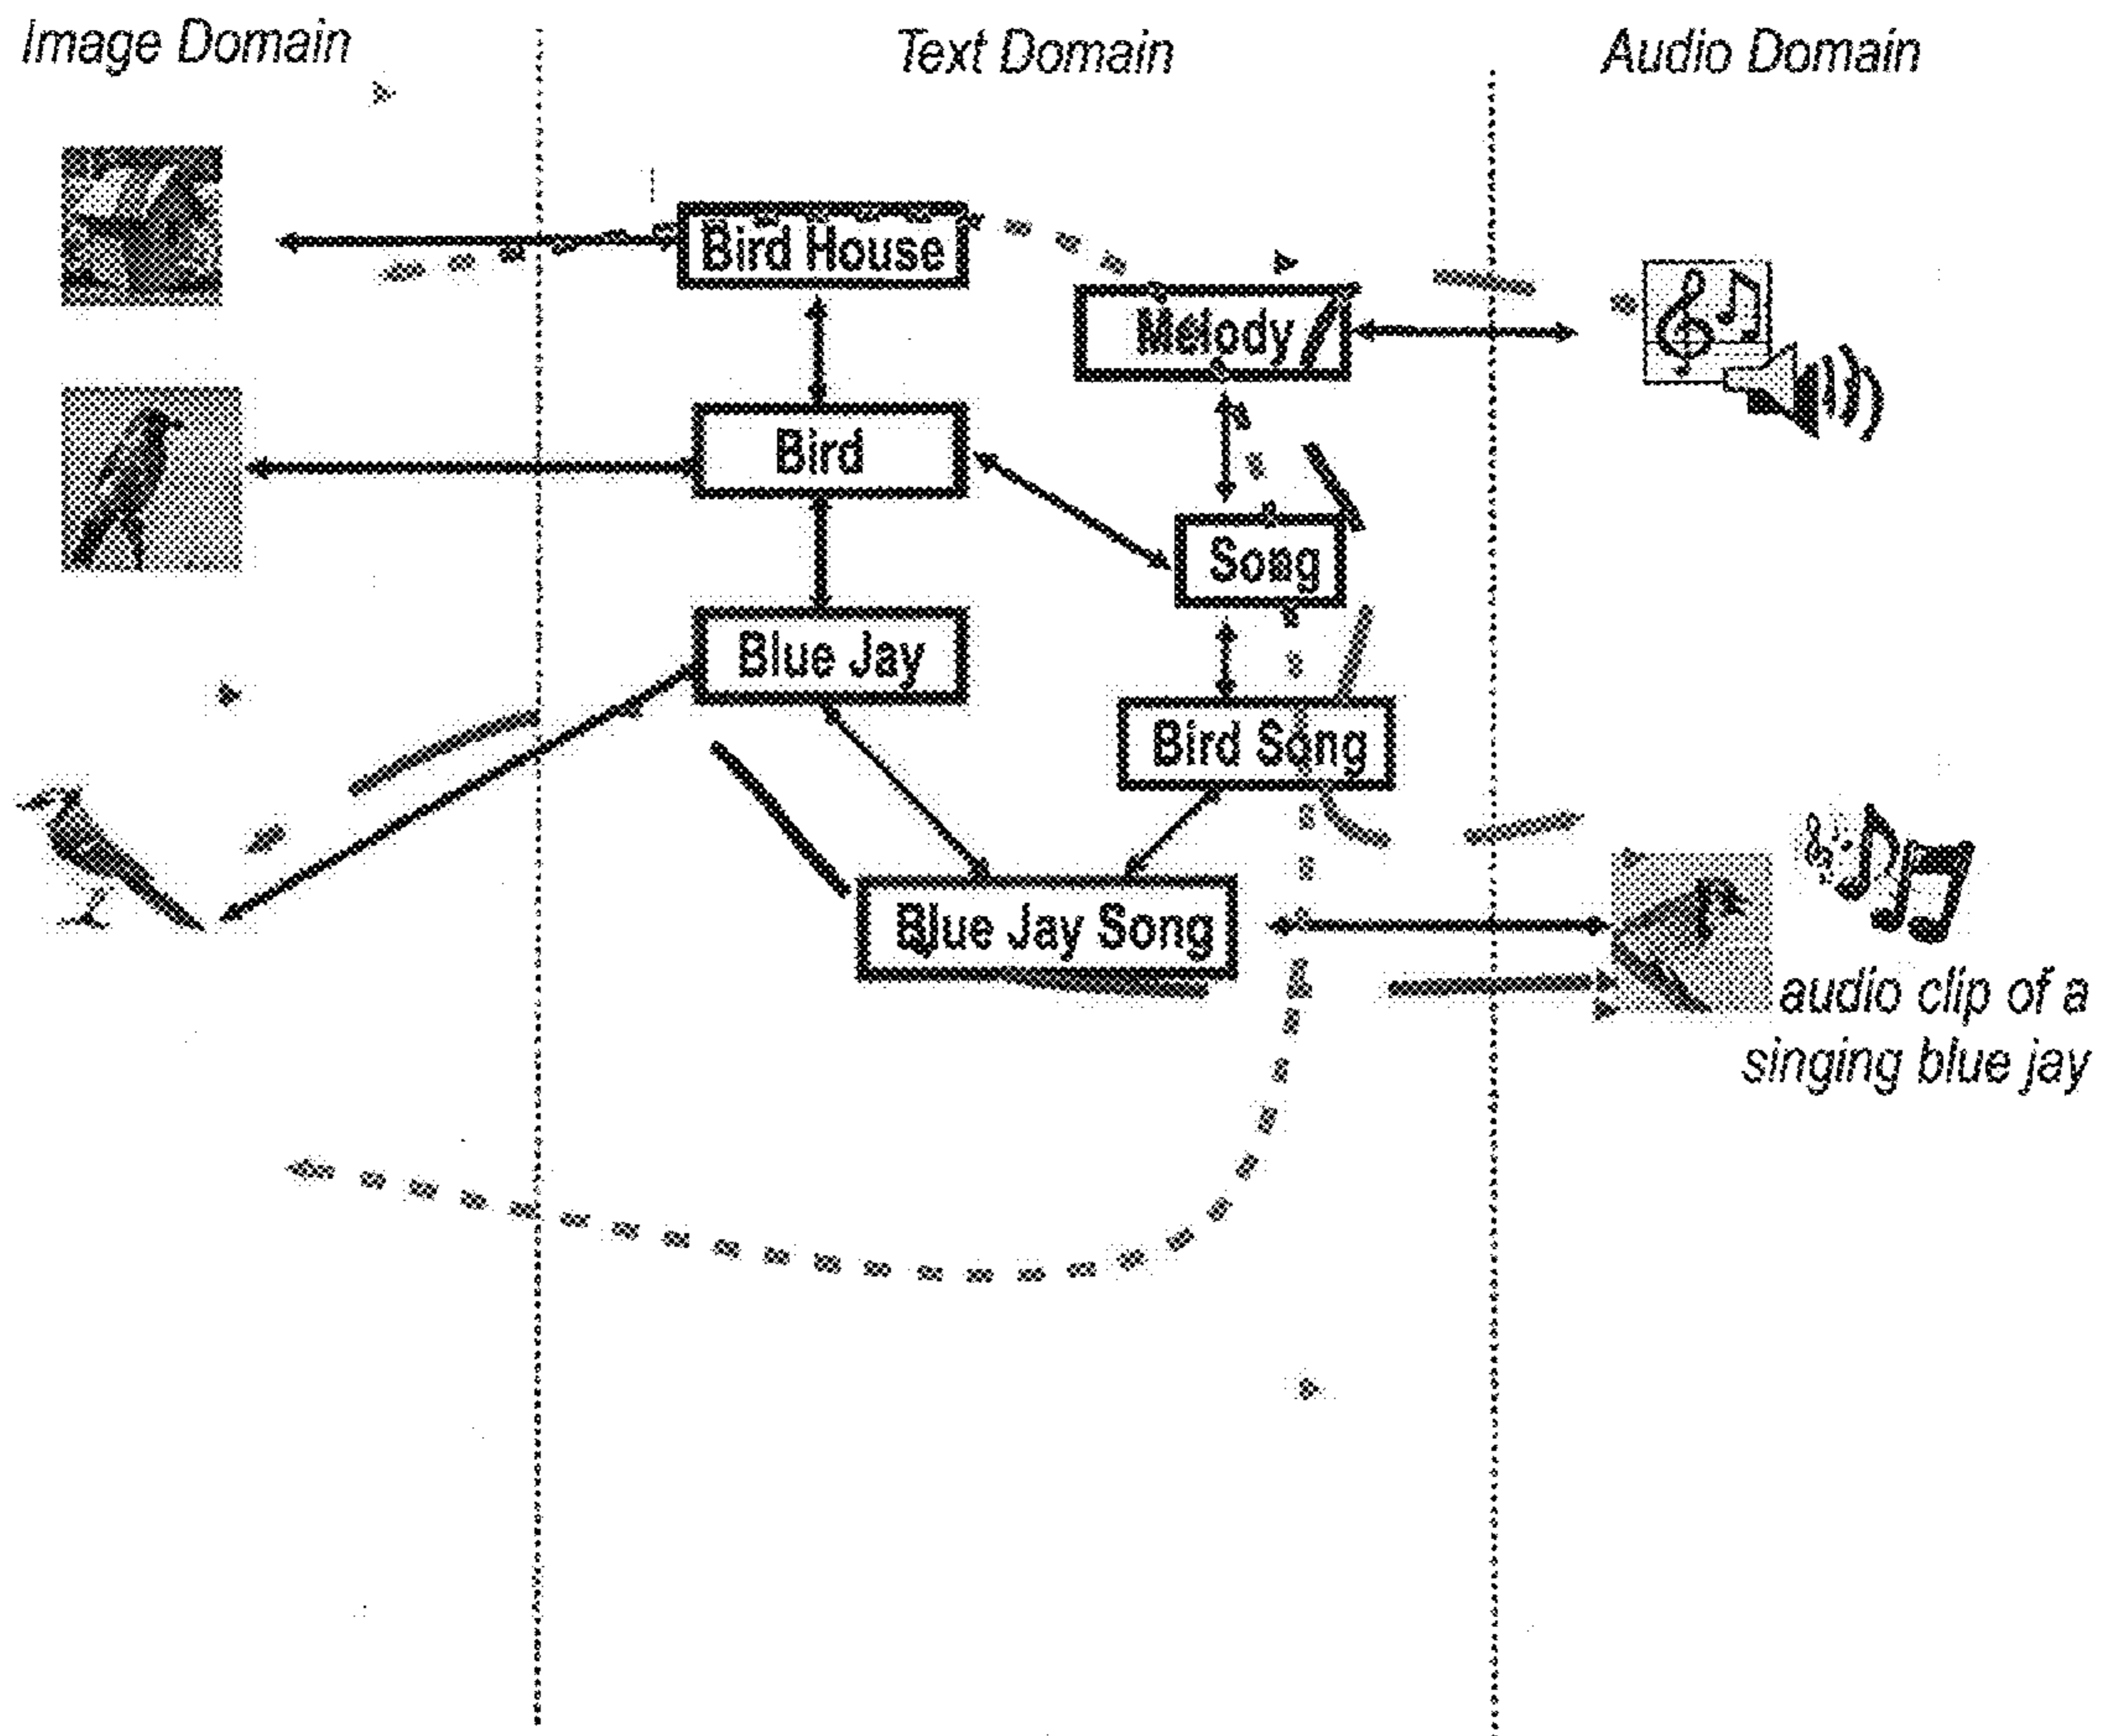 Image Domain
Text Domain
Audio Domain
Bird House
Melody
Bird
Song
Blue Jay
Bird Song
Blue Jay Song
audio clip of a
singing blue jay